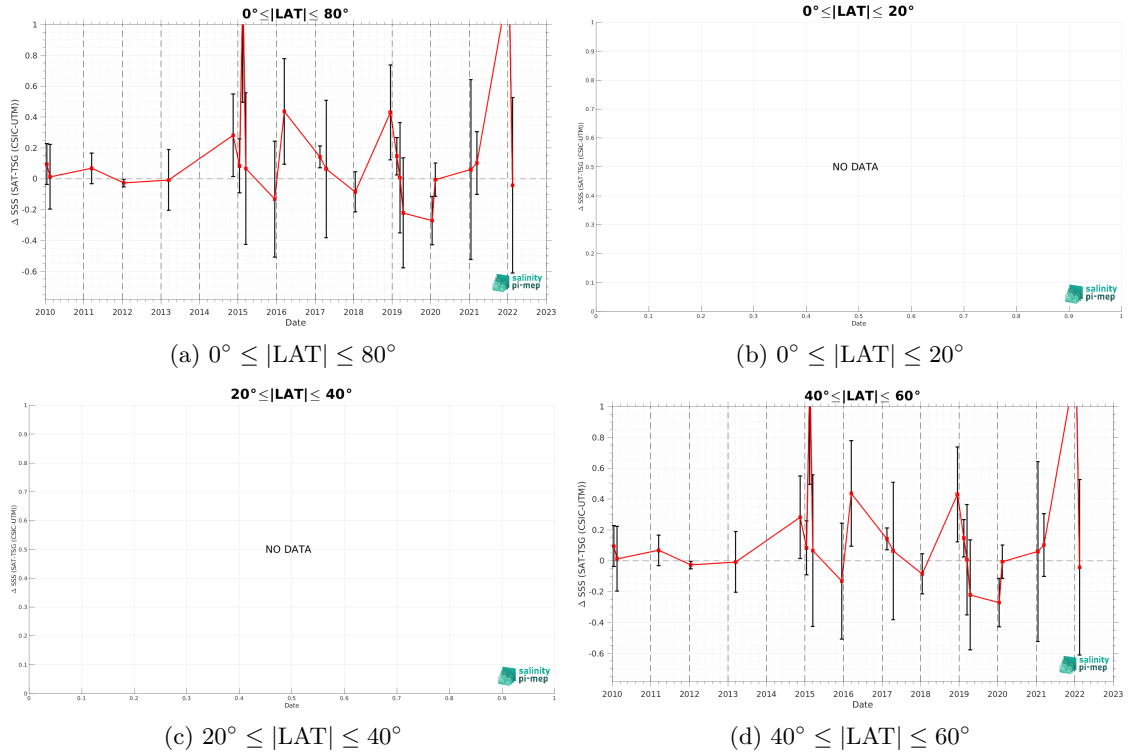 0°≤|LAT|≤ 80°
1
0.8
0.6
0.4
0.2
0
-0.2
-0.4
-0.6
Δ SSS (SAT-TSG (CSIC-UTM))
salinity
pi-mep
2010 2011 2012 2013 2014 2015 2016 2017 2018 2019 2020 2021 2022 2023
Date
(a) 0° ≤ |LAT| ≤ 80°
0°≤|LAT|≤ 20°
1
0.9
0.8
0.7
0.6
0.5
0.4
0.3
0.2
0.1
0
Δ SSS (SAT-TSG (CSIC-UTM))
NO DATA
salinity
pi-mep
0 0.1 0.2 0.3 0.4 0.5 0.6 0.7 0.8 0.9 1
Date
(b) 0° ≤ |LAT| ≤ 20°
20°≤|LAT|≤ 40°
1
0.9
0.8
0.7
0.6
0.5
0.4
0.3
0.2
0.1
0
Δ SSS (SAT-TSG (CSIC-UTM))
NO DATA
salinity
pi-mep
0 0.1 0.2 0.3 0.4 0.5 0.6 0.7 0.8 0.9 1
Date
(c) 20° ≤ |LAT| ≤ 40°
40°≤|LAT|≤ 60°
1
0.8
0.6
0.4
0.2
0
-0.2
-0.4
-0.6
Δ SSS (SAT-TSG (CSIC-UTM))
salinity
pi-mep
2010 2011 2012 2013 2014 2015 2016 2017 2018 2019 2020 2021 2022 2023
Date
(d) 40° ≤ |LAT| ≤ 60°